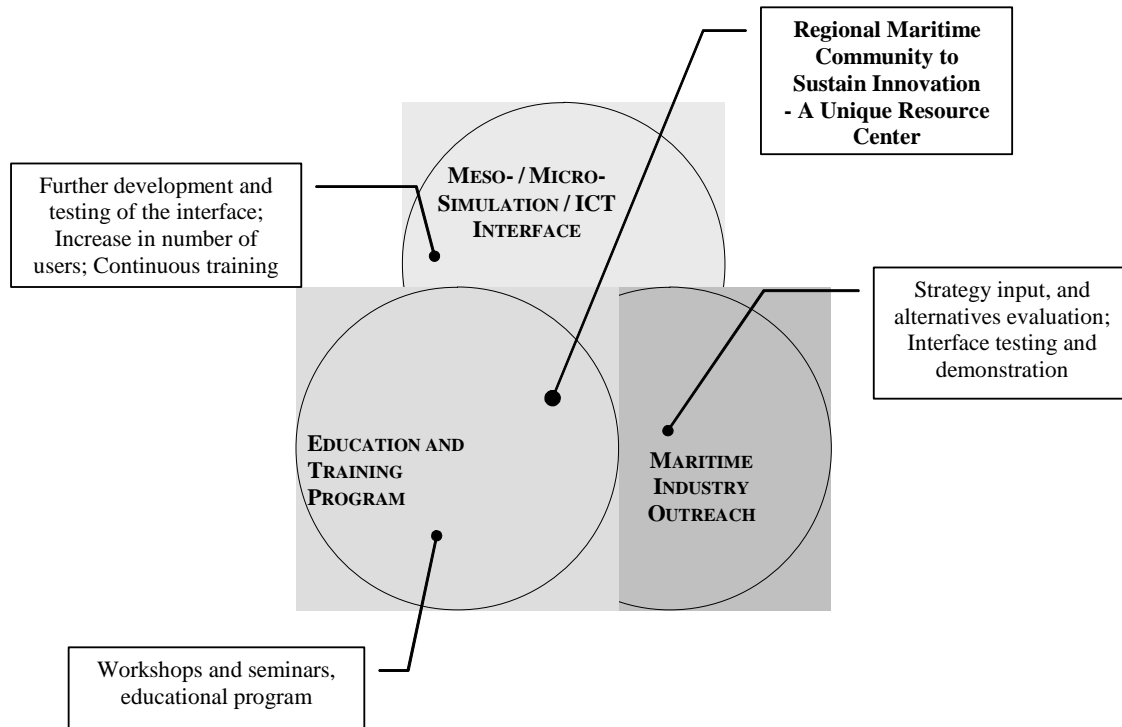 Regional Maritime
Community to
Sustain Innovation
- A Unique Resource
Center
MESO- / MICRO-
SIMULATION / ICT
INTERFACE
Further development and
testing of the interface;
Increase in number of
users; Continuous training
Strategy input, and
alternatives evaluation;
Interface testing and
demonstration
EDUCATION AND
TRAINING
PROGRAM
MARITIME
INDUSTRY
OUTREACH
Workshops and seminars,
educational program